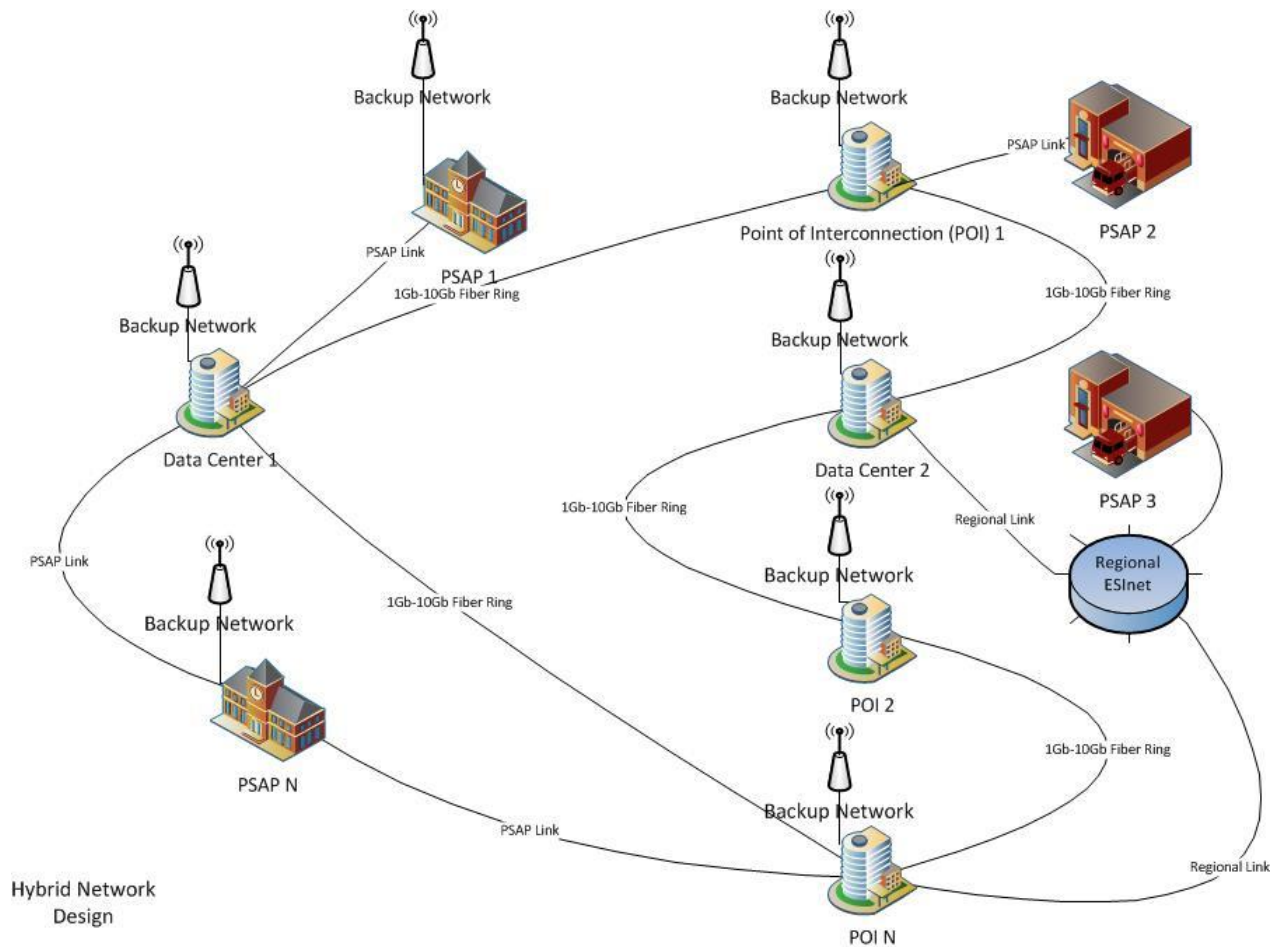 Backup Network
Backup Network
PSAP Link
PSAP 2
Point of Interconnection (POI) 1
PSAP Link
PSAP 1
1Gb-10Gb Fiber Ring
1Gb-10Gb Fiber Ring
Backup Network
Backup Network
Data Center 1
Data Center 2
PSAP 3
1Gb-10Gb Fiber Ring
Regional Link
PSAP Link
Regional
ESInet
Backup Network
1Gb-10Gb Fiber Ring
Backup Network
POI 2
1Gb-10Gb Fiber Ring
PSAP N
Backup Network
PSAP Link
Regional Link
Hybrid Network
Design
POI N